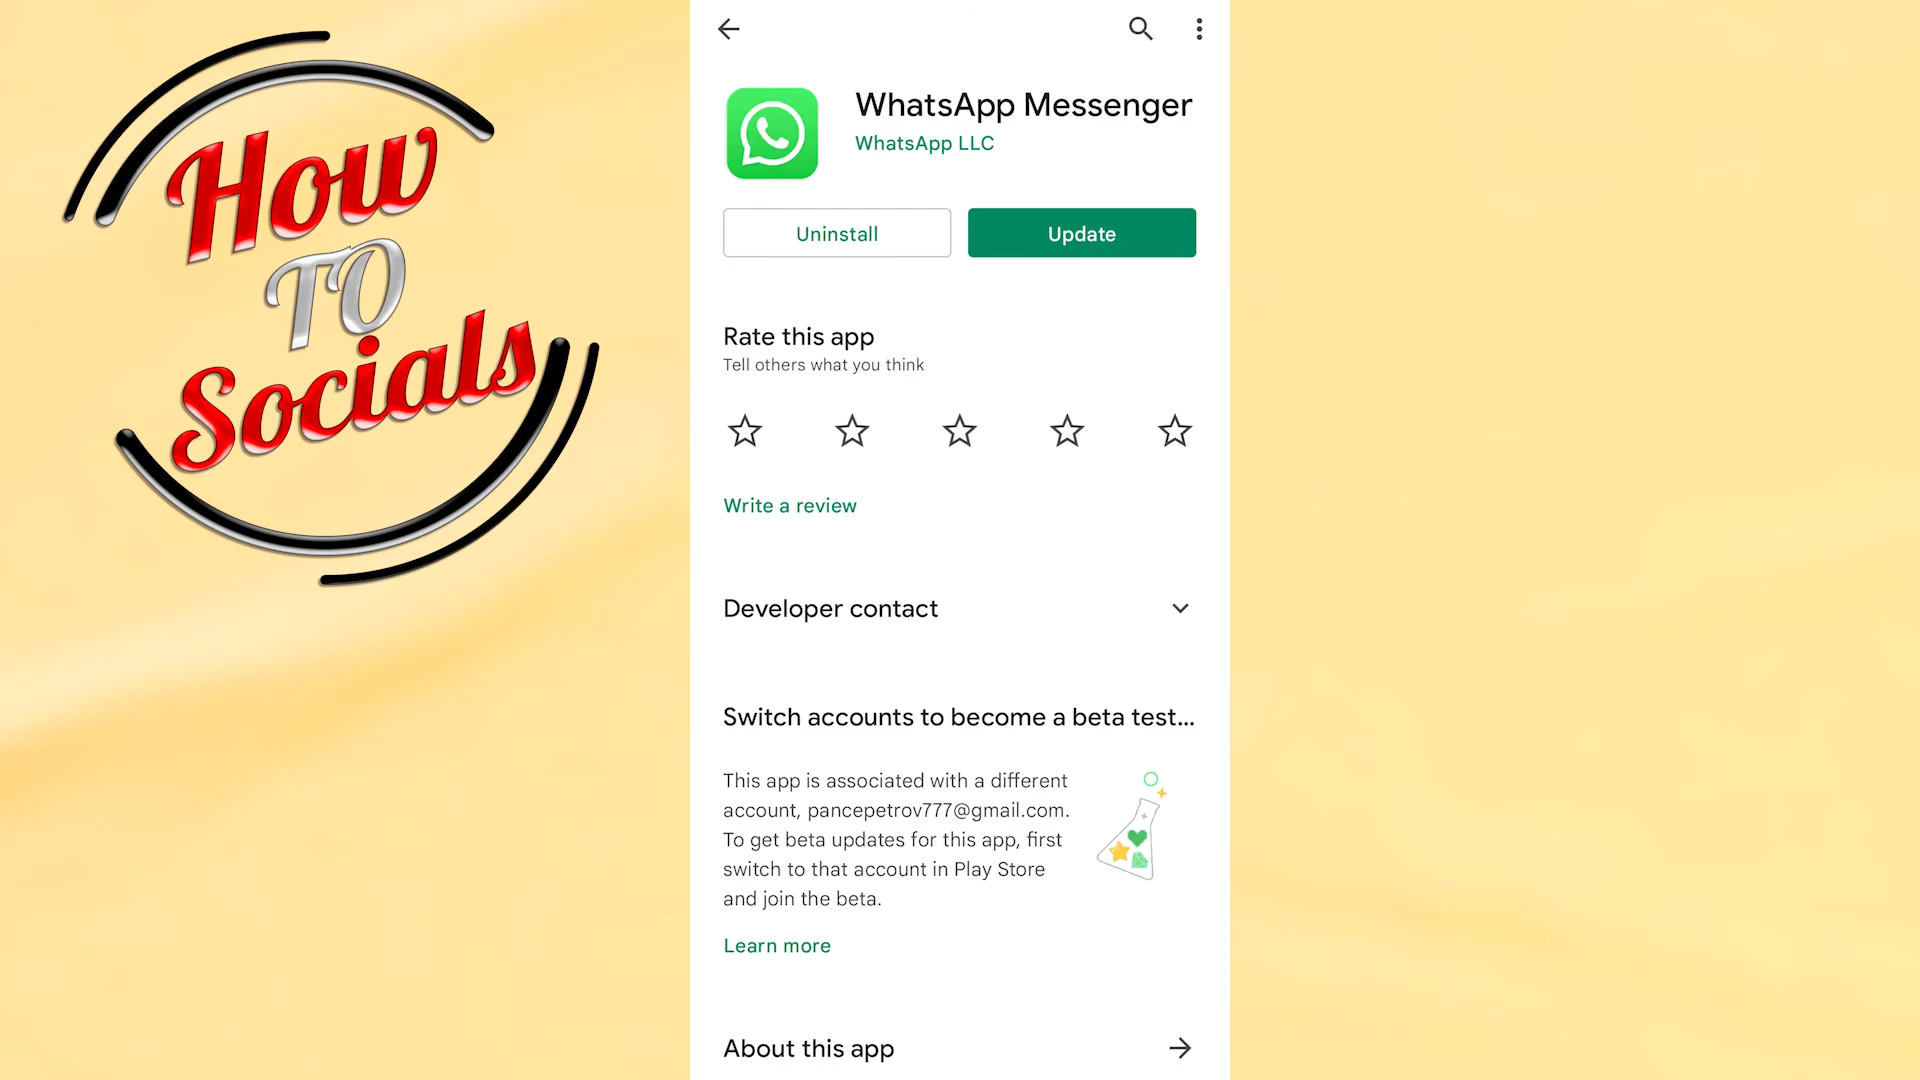 How
TO
Socials
WhatsApp Messenger
WhatsApp LLC
Uninstall
Update
Rate this app
Tell others what you think
Write a review
Developer contact
Switch accounts to become a beta test...
This app is associated with a different
account, pancepetrov777@gmail.com.
To get beta updates for this app, first
switch to that account in Play Store
and join the beta.
Learn more
About this app